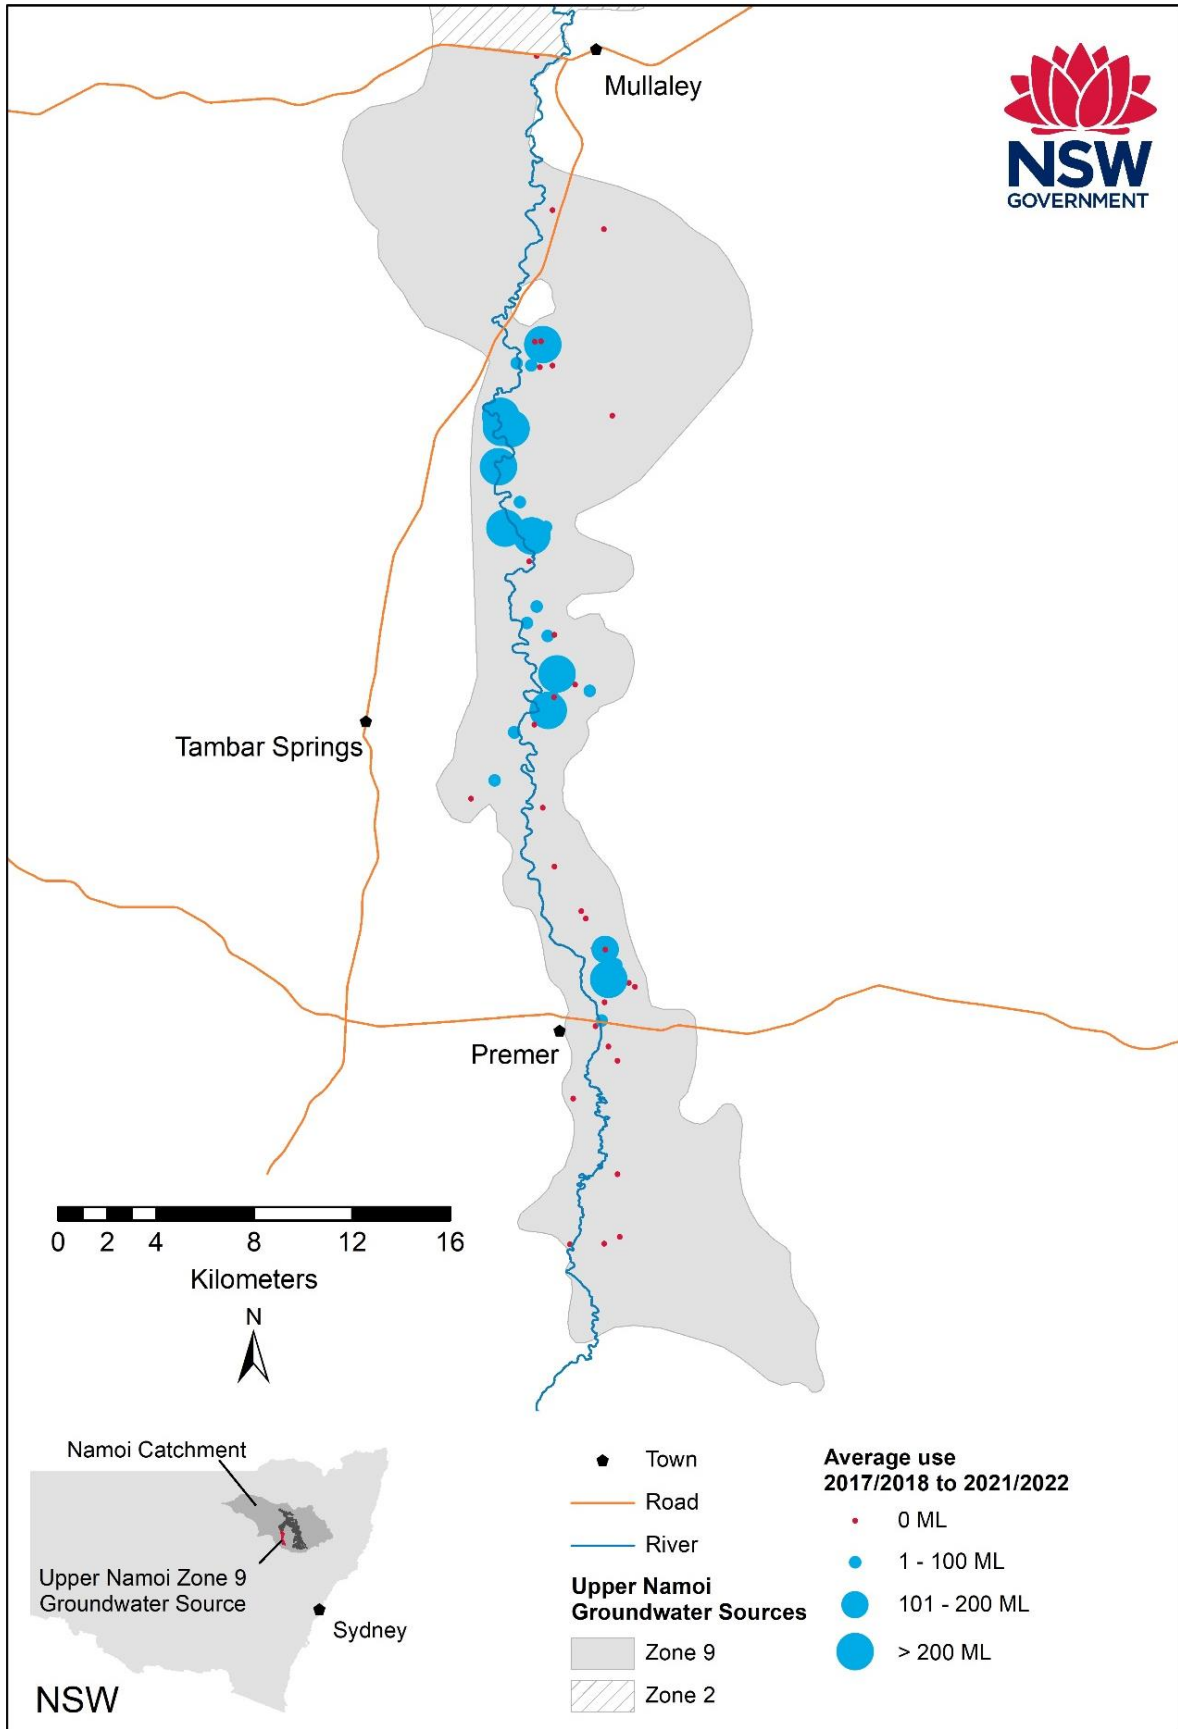 Mullaley
NSW
GOVERNMENT
Tambar Springs
Premer
0 2 4 8 12 16
Kilometers
N
Namoi Catchment
Upper Namoi Zone 9
Groundwater Source
Sydney
NSW
Town
Road
River
Upper Namoi
Groundwater Sources
Zone 9
Zone 2
Average use
2017/2018 to 2021/2022
0 ML
1 - 100 ML
101 - 200 ML
> 200 ML